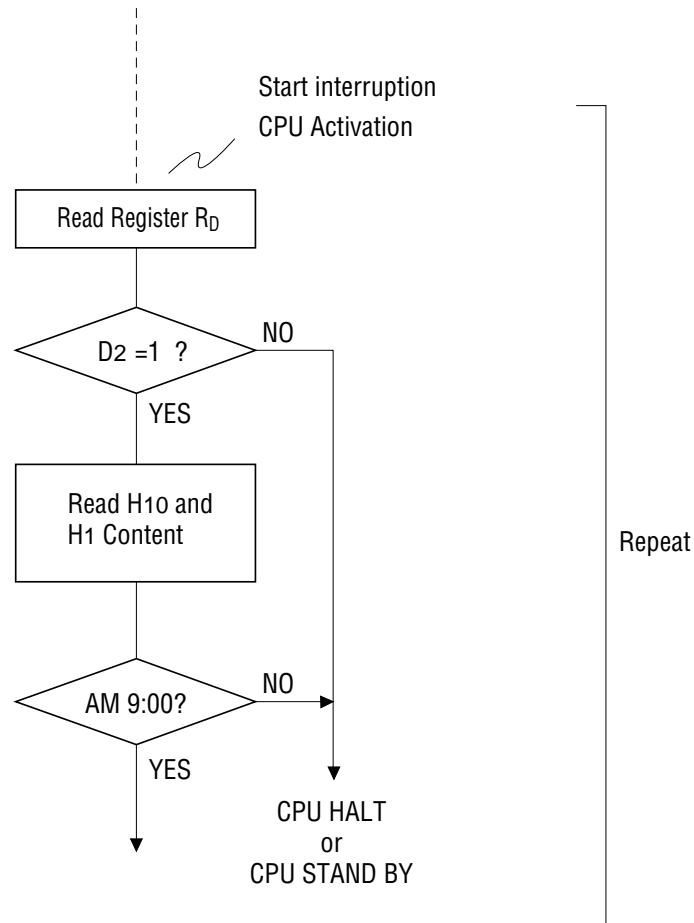 Start interruption
CPU Activation
Read Register RD
D2 =1 ?
NO
YES
Read H10 and
H1 Content
Repeat
AM 9:00?
NO
YES
CPU HALT
or
CPU STAND BY